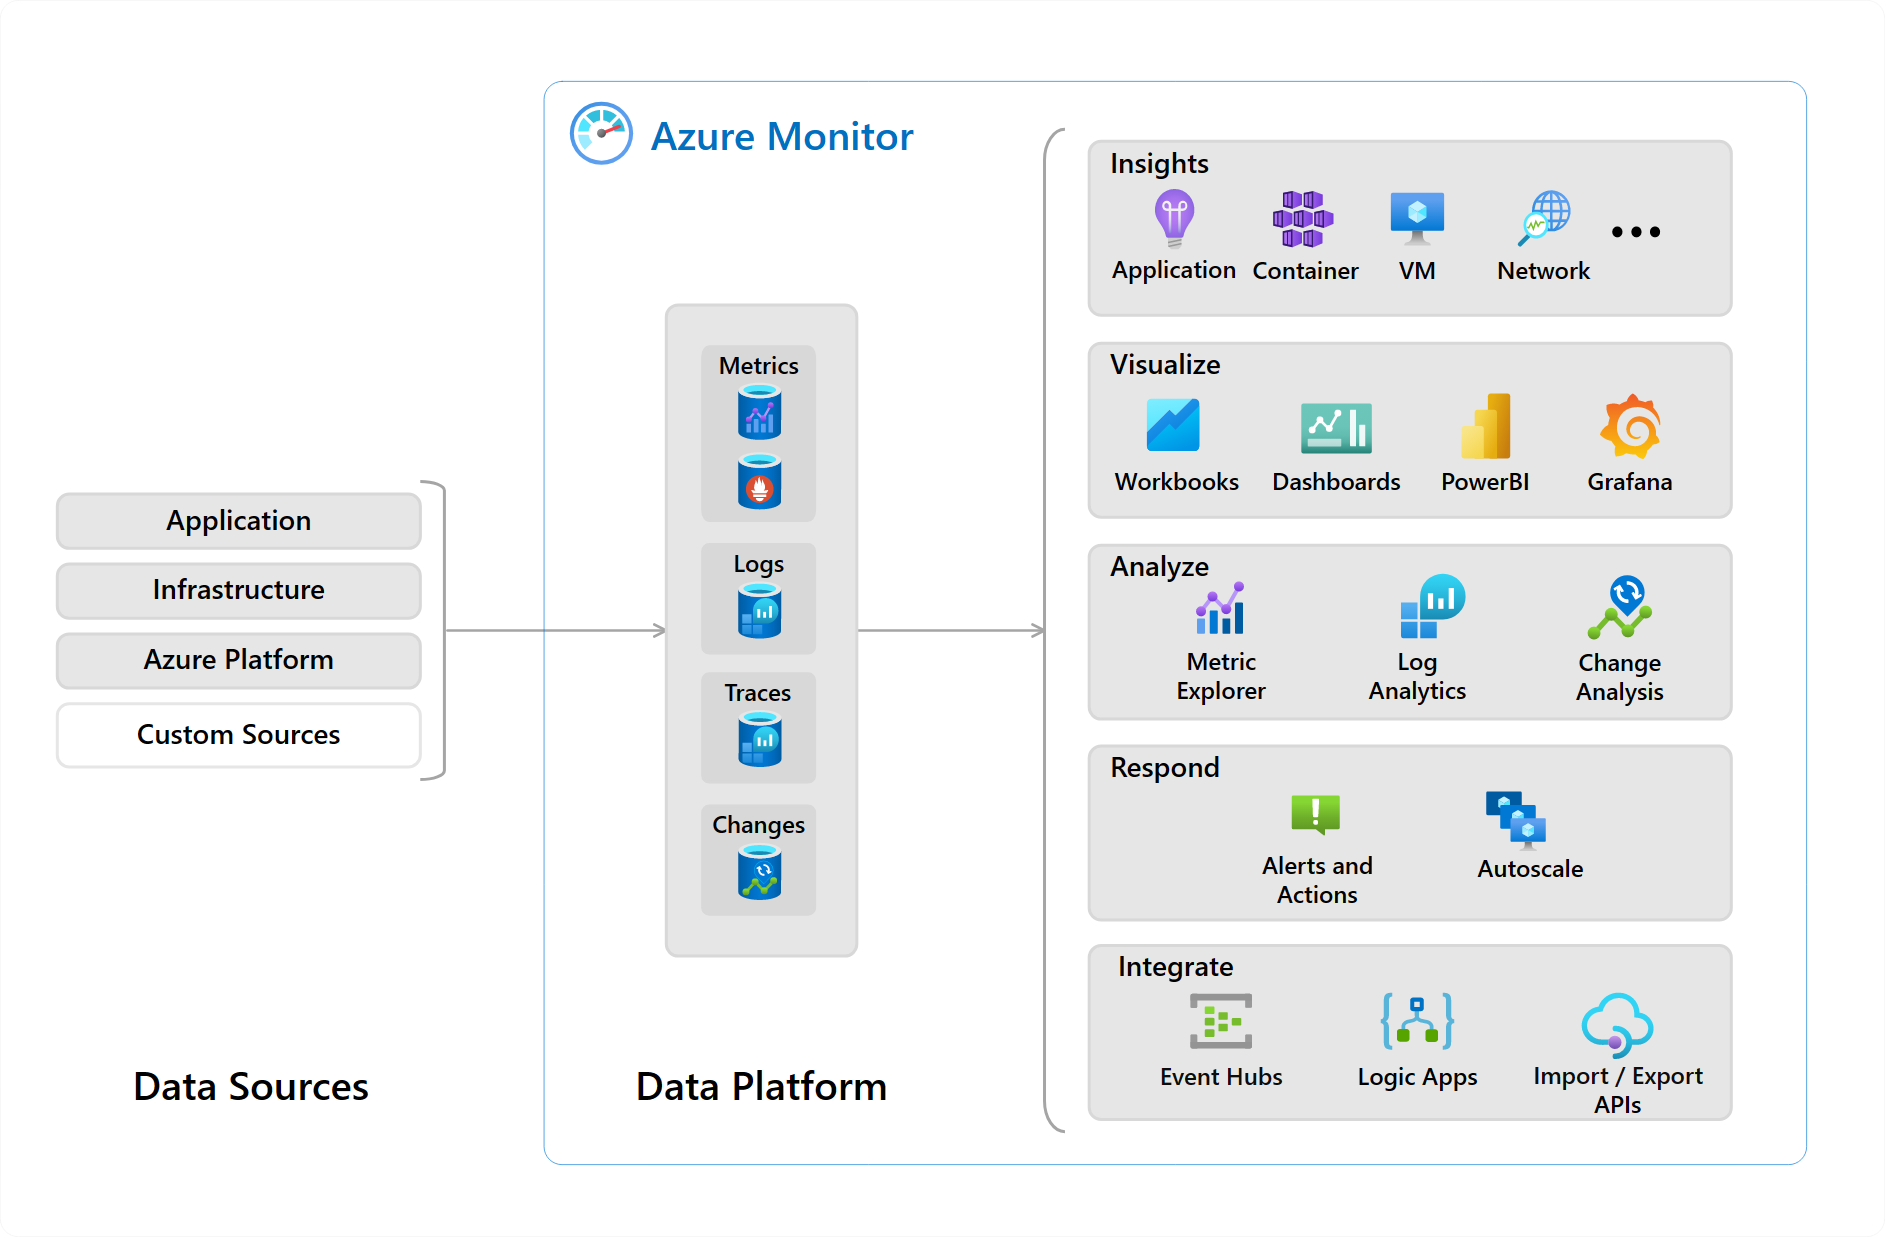 Azure Monitor
Application
Infrastructure
Azure Platform
Custom Sources
Data Sources
Metrics
Logs
Traces
Changes
Data Platform
Insights
Application
Container
VM
Network
...
Visualize
Workbooks
Dashboards
PowerBI
Grafana
Analyze
Metric
Explorer
Log
Analytics
Change
Analysis
Respond
Alerts and
Actions
Autoscale
Integrate
Event Hubs
Logic Apps
Import / Export
APIs